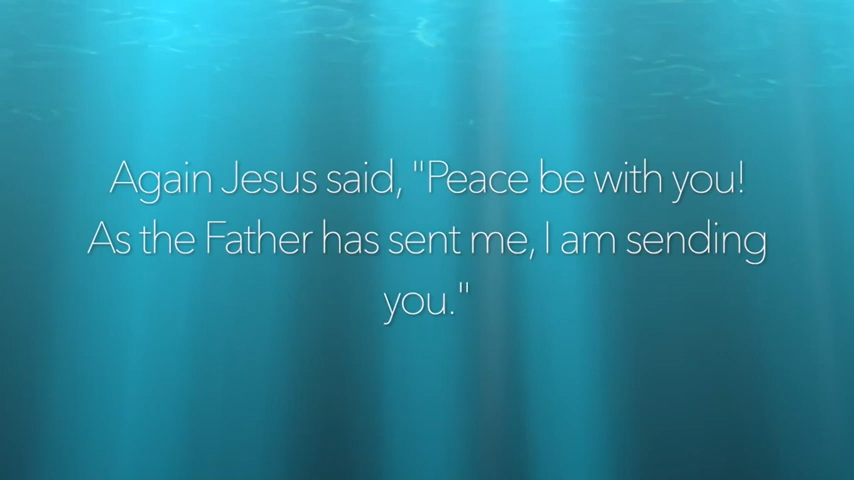 Again Jesus said, "Peace be with you!
As the Father has sent me, I am sending
you."